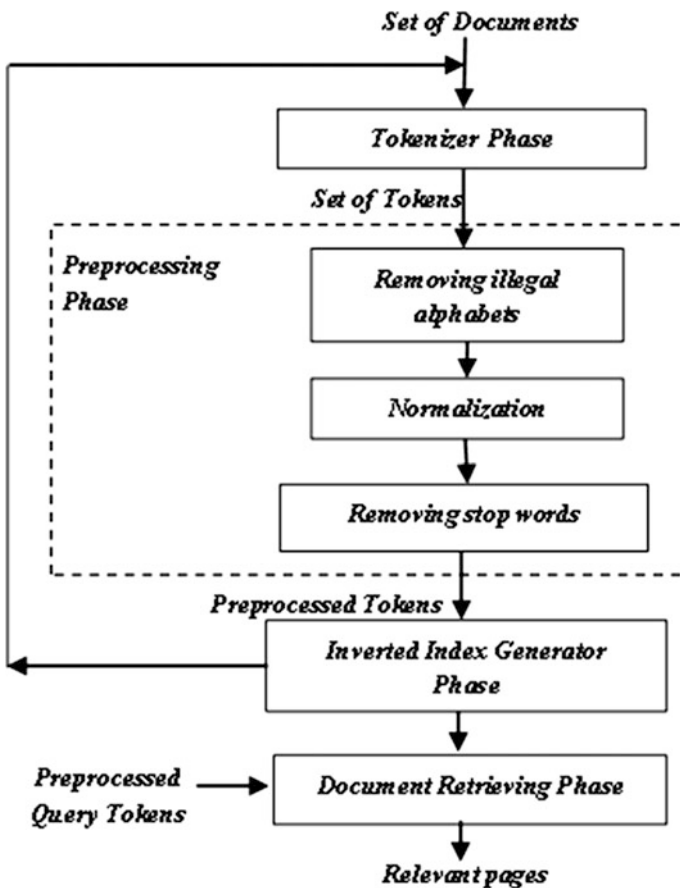 Set of Documents
Tokenizer Phase
Set of Tokens
Preprocessing
Phase
Removing illegal
alphabets
Normalization
Removing stop words
Preprocessed Tokens
Inverted Index Generator
Phase
Preprocessed
Query Tokens
Document Retrieving Phase
Relevant pages